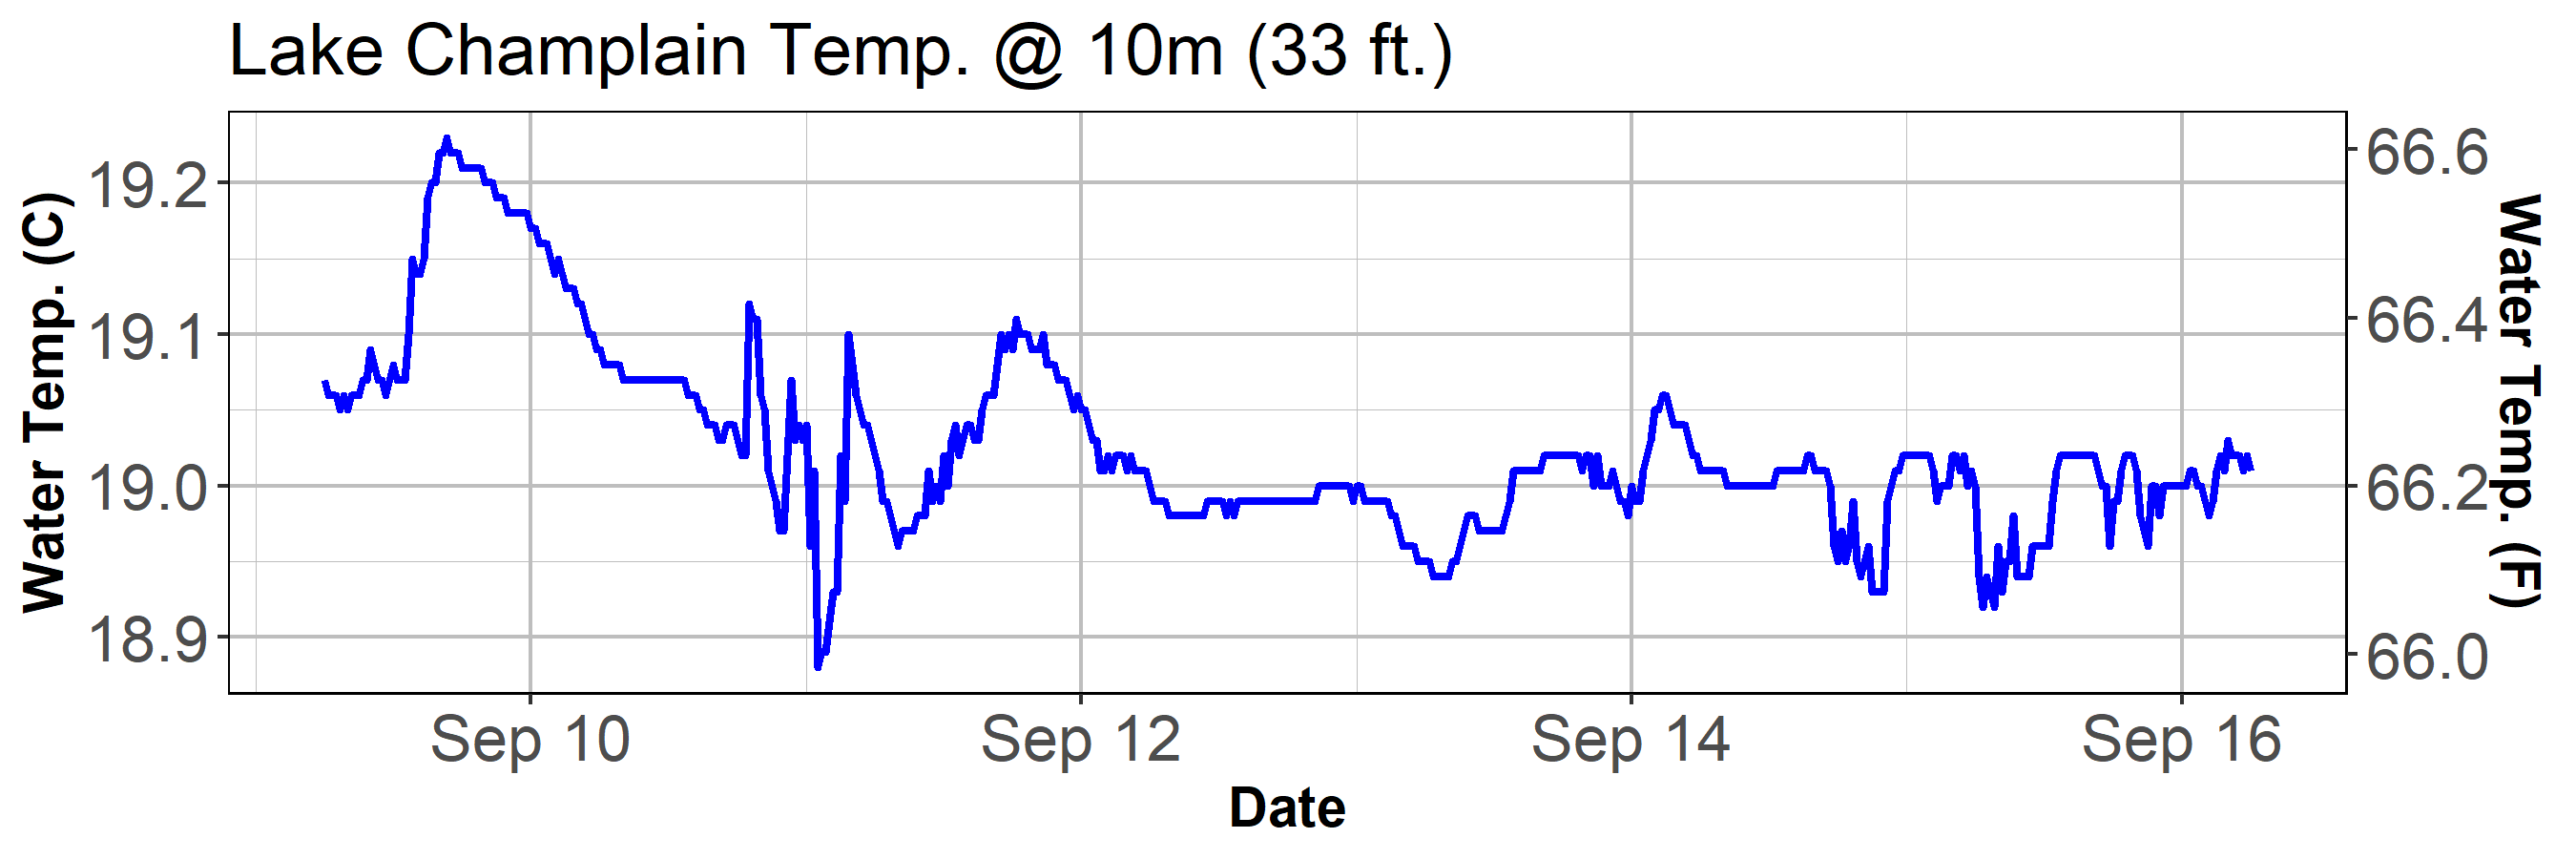 Lake Champlain Temp. @ 10m (33 ft.)
Water Temp. (C)
19.2
19.1
19.0
18.9
66.6
66.4
66.2
66.0
Water Temp. (F)
Sep 10
Sep 12
Sep 14
Sep 16
Date